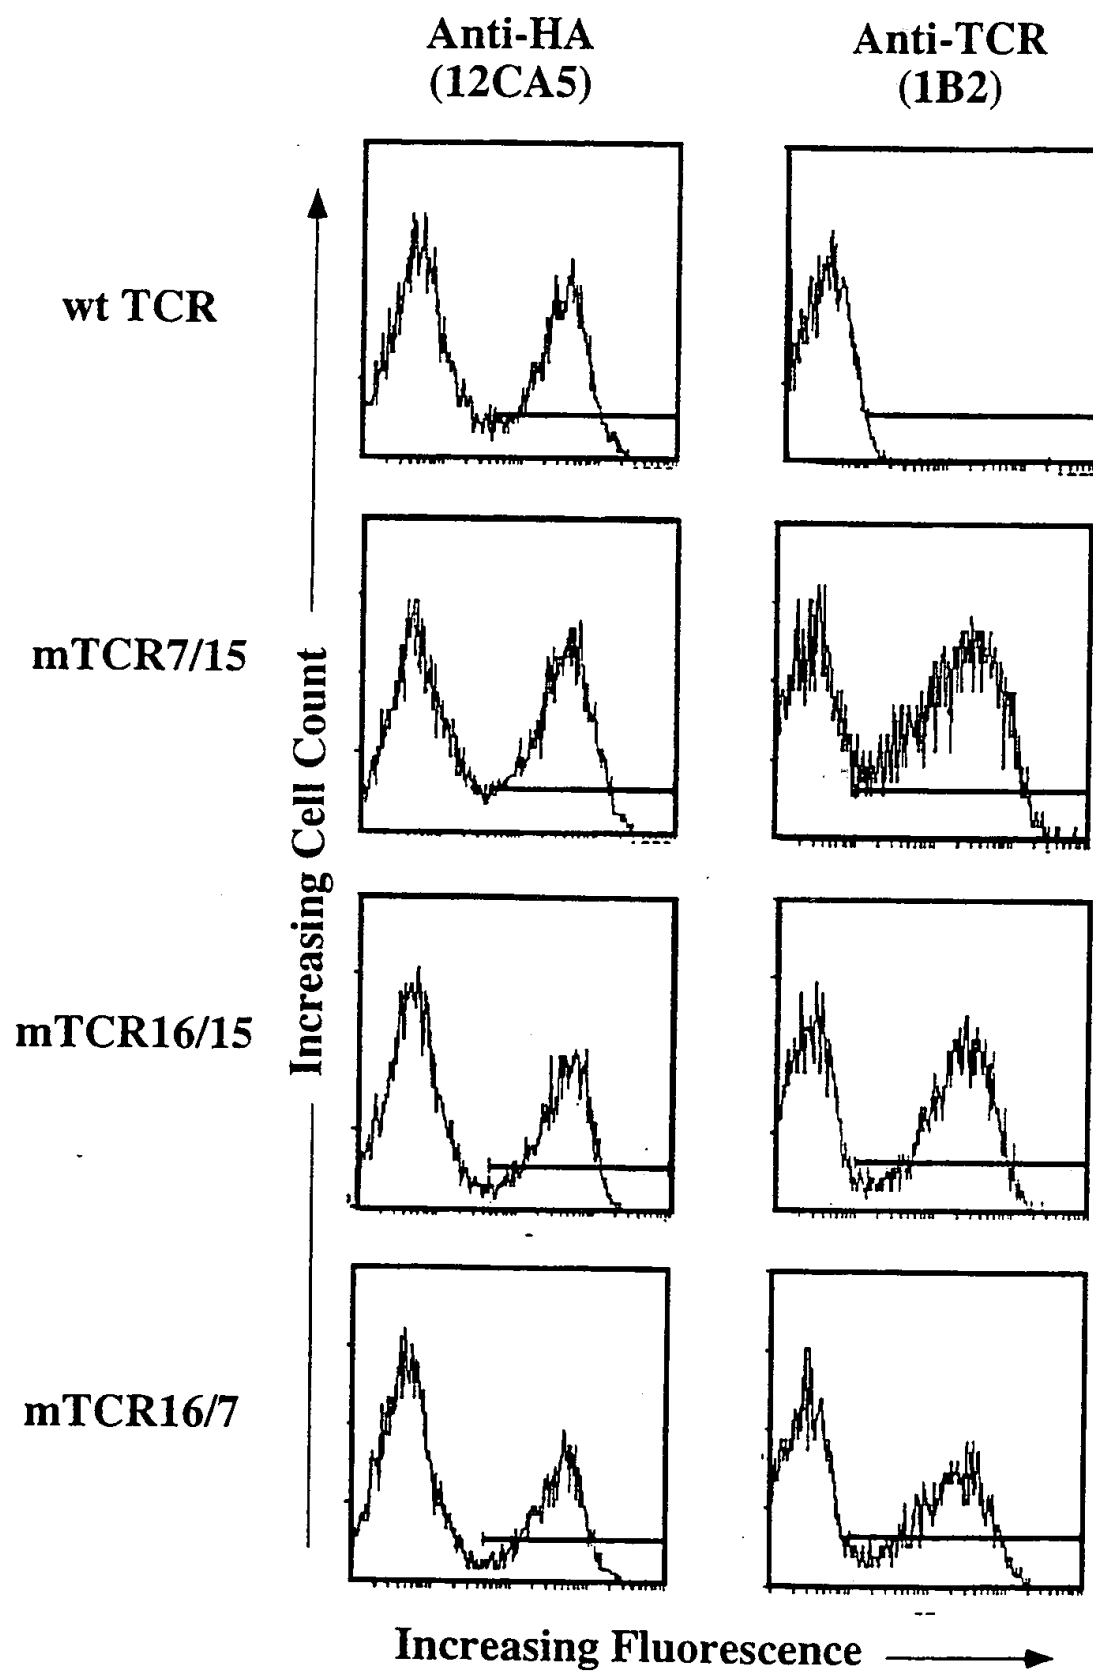 Anti-HA
(12CA5)
Anti-TCR
(1B2)
wt TCR
mTCR7/15
mTCR16/15
mTCR16/7
Increasing Cell Count
Increasing Fluorescence